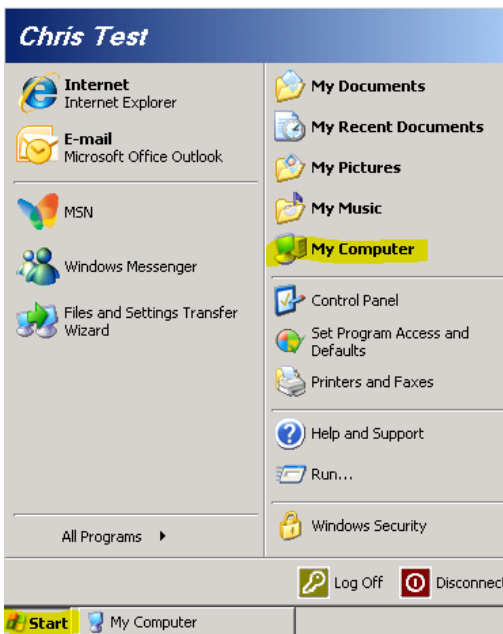 Chris Test
Internet
Internet Explorer
E-mail
Microsoft Office Outlook
MSN
Windows Messenger
Files and Settings Transfer
Wizard
All Programs
My Documents
My Recent Documents
My Pictures
My Music
My Computer
Control Panel
Set Program Access and
Defaults
Printers and Faxes
Help and Support
Run...
Windows Security
Log Off
Disconnect
Start
My Computer